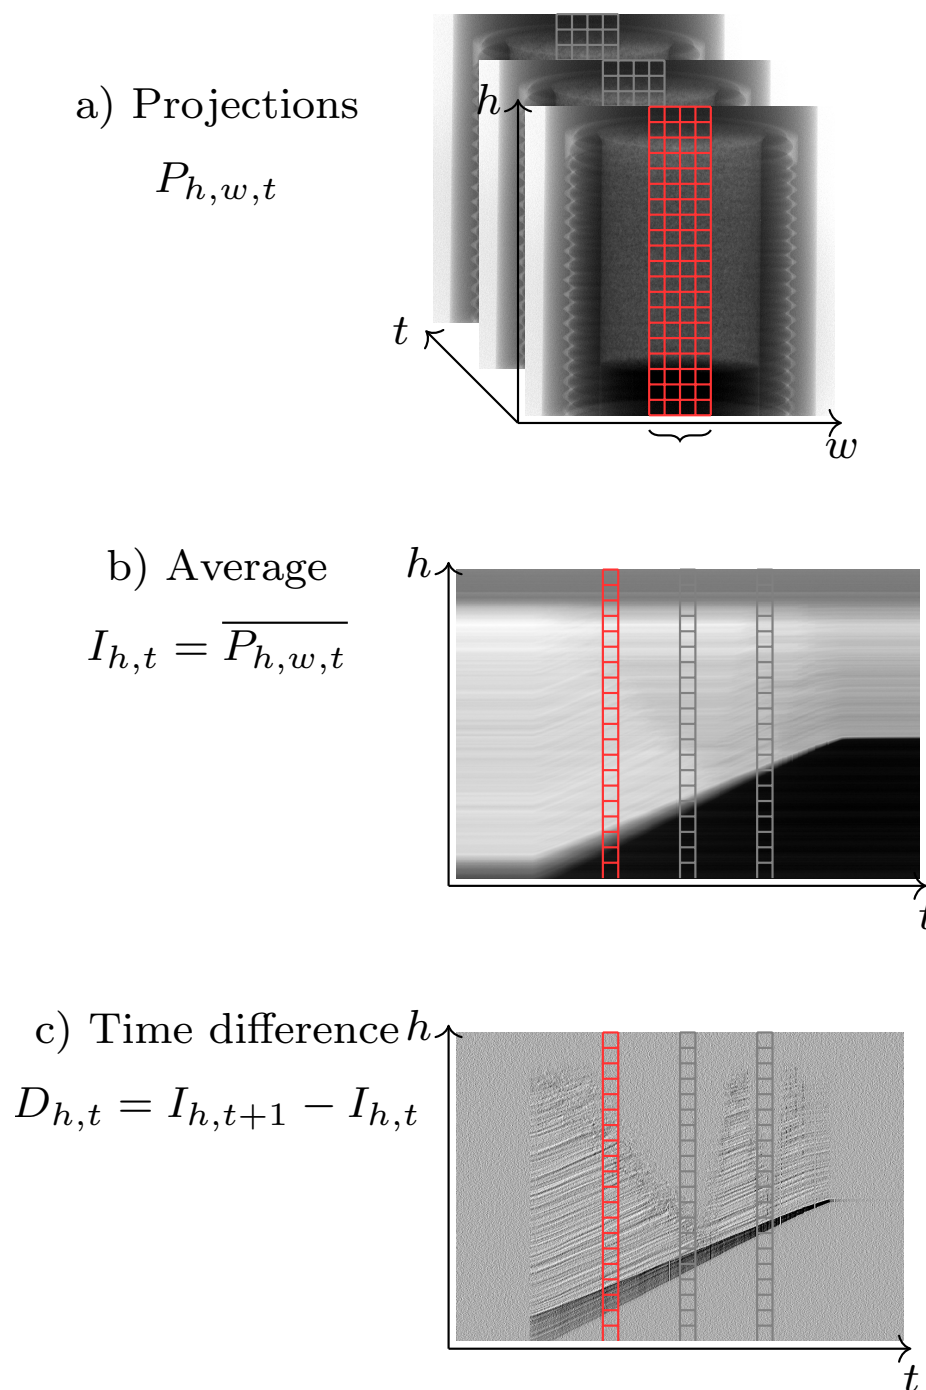 a) Projections
P_{h,w,t}
h
t
w
b) Average
I_{h,t} = \overline{P_{h,w,t}}
h
t
c) Time difference
D_{h,t} = I_{h,t+1} − I_{h,t}
h
t